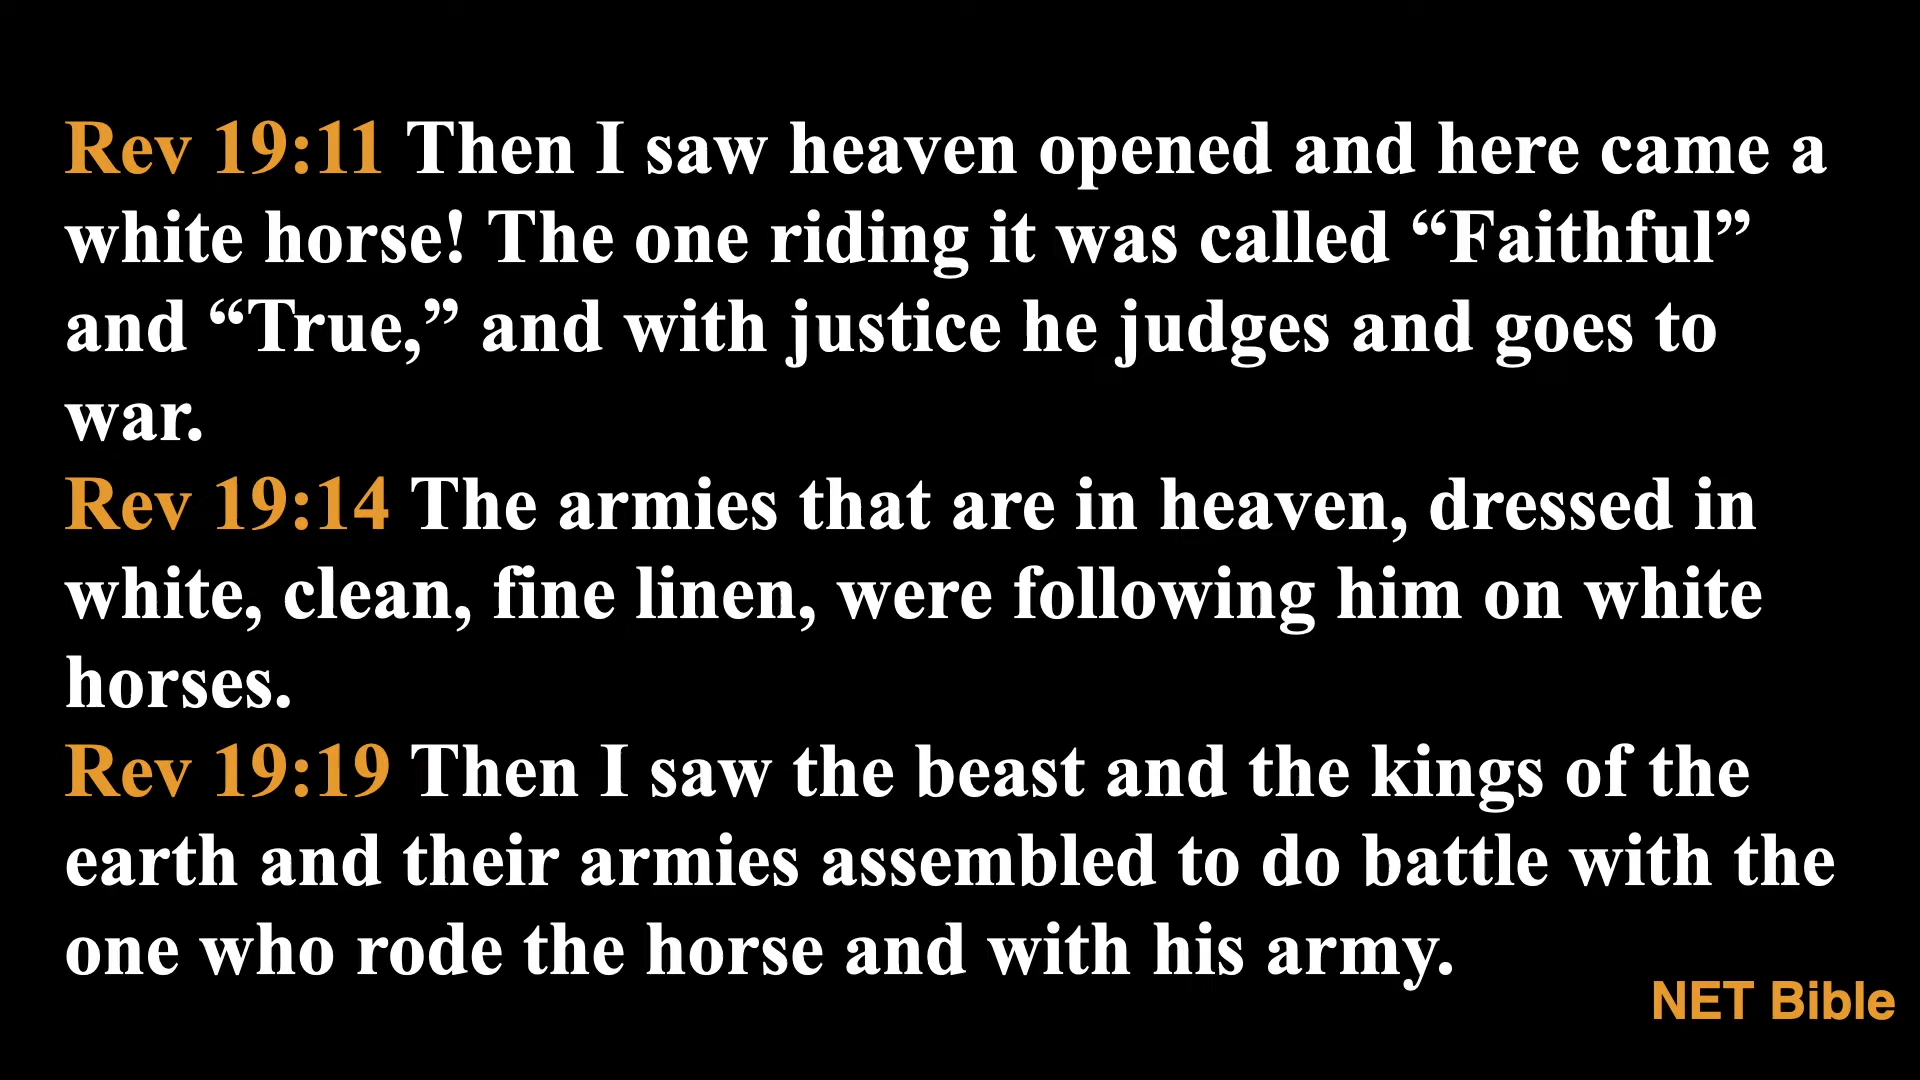 Rev 19:11 Then I saw heaven opened and here came a
white horse! The one riding it was called “Faithful”
and “True,” and with justice he judges and goes to
war.
Rev 19:14 The armies that are in heaven, dressed in
white, clean, fine linen, were following him on white
horses.
Rev 19:19 Then I saw the beast and the kings of the
earth and their armies assembled to do battle with the
one who rode the horse and with his army.
NET Bible